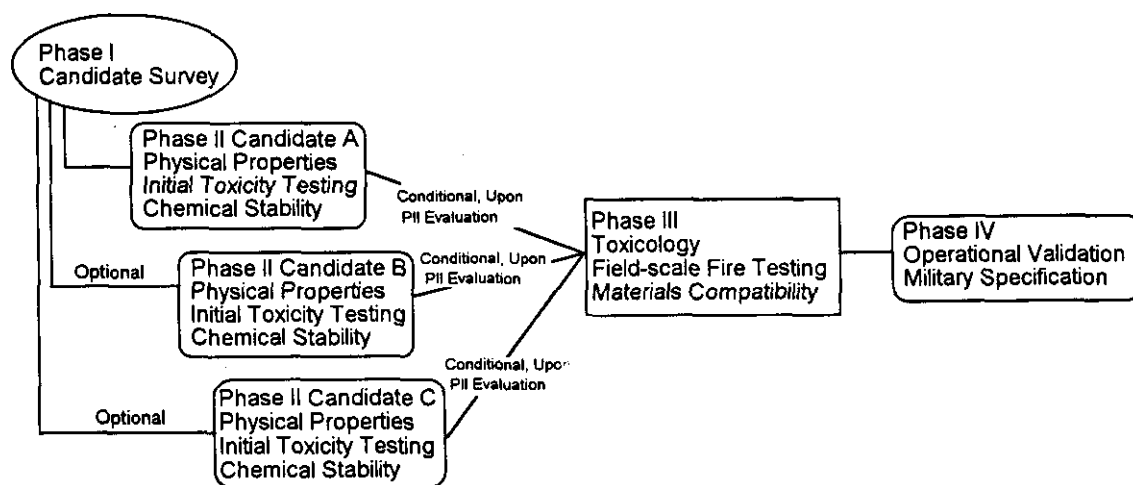 Phase I
Candidate Survey
Phase II Candidate A
Physical Properties
Initial Toxicity Testing
Chemical Stability
Conditional, Upon
PII Evaluation
Optional
Phase II Candidate B
Physical Properties
Initial Toxicity Testing
Chemical Stability
Conditional, Upon
PII Evaluation
Optional
Phase II Candidate C
Physical Properties
Initial Toxicity Testing
Chemical Stability
Conditional, Upon
PII Evaluation
Phase III
Toxicology
Field-scale Fire Testing
Materials Compatibility
Phase IV
Operational Validation
Military Specification